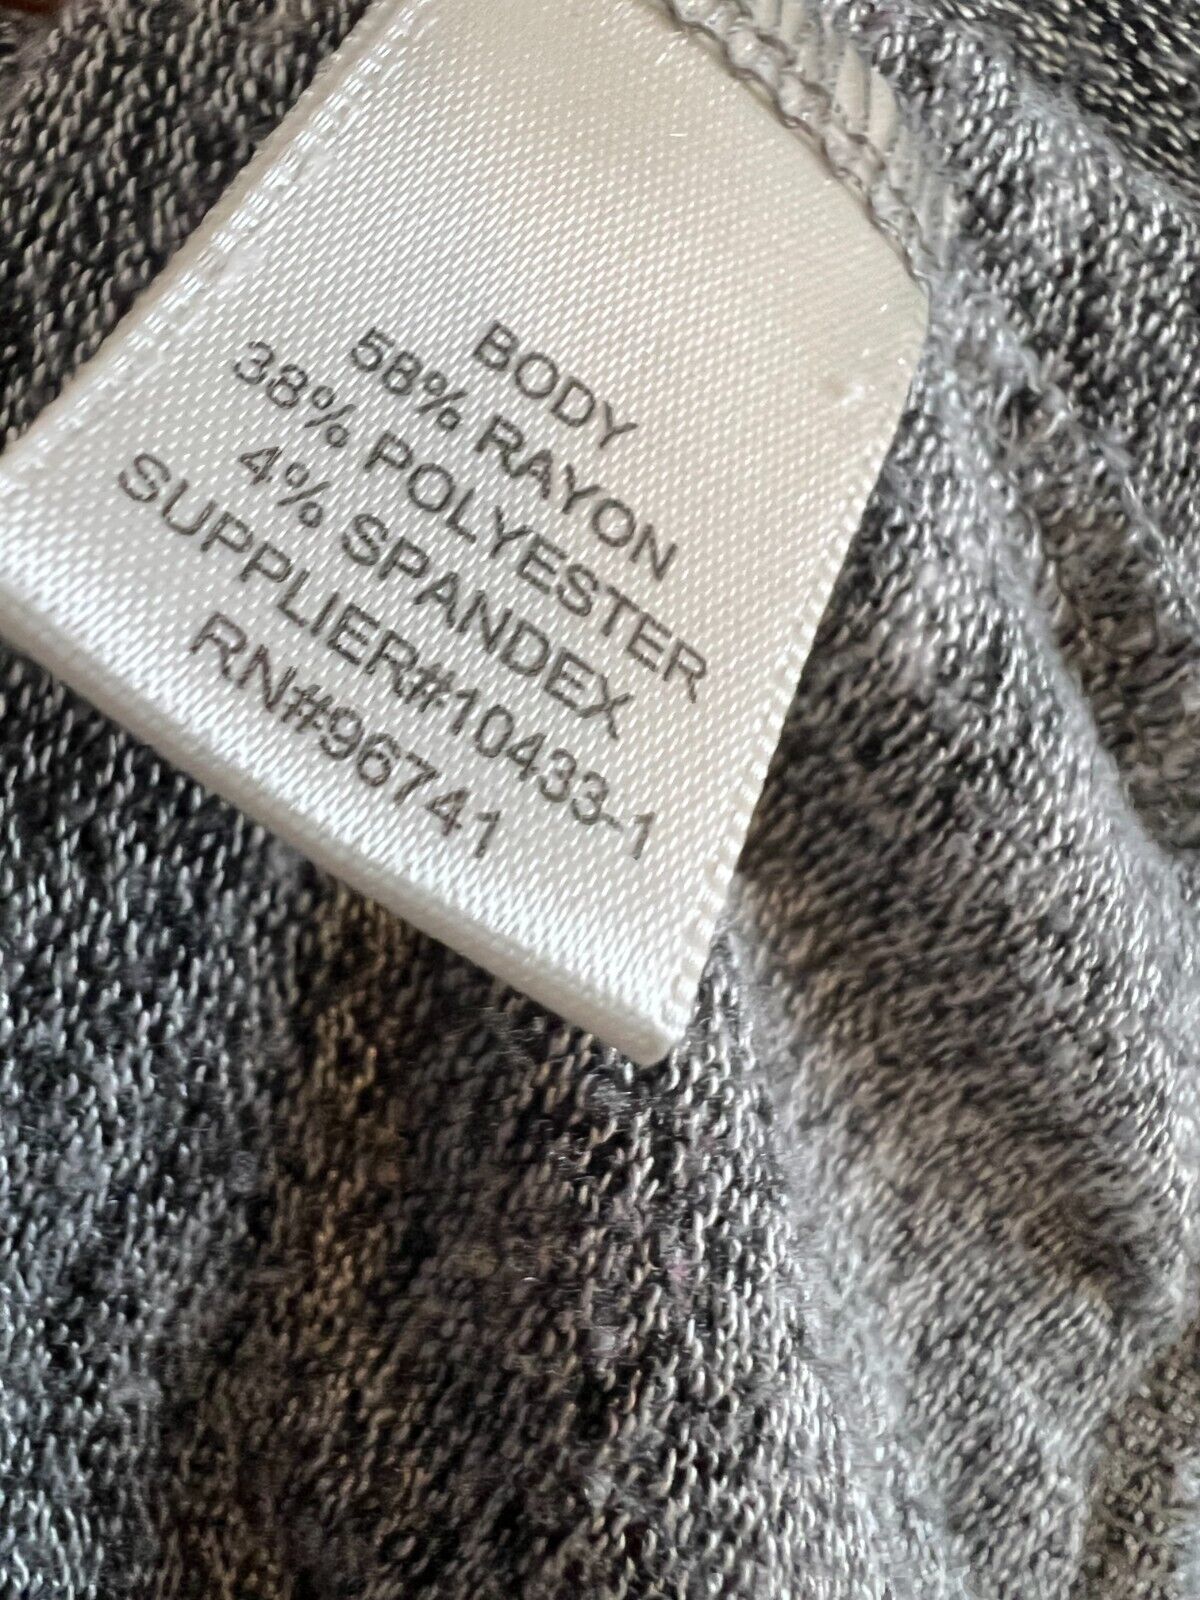 BODY
58% RAYON
38% POLYESTER
4% SPANDEX
SUPPLIER#10433-1
RN#96741